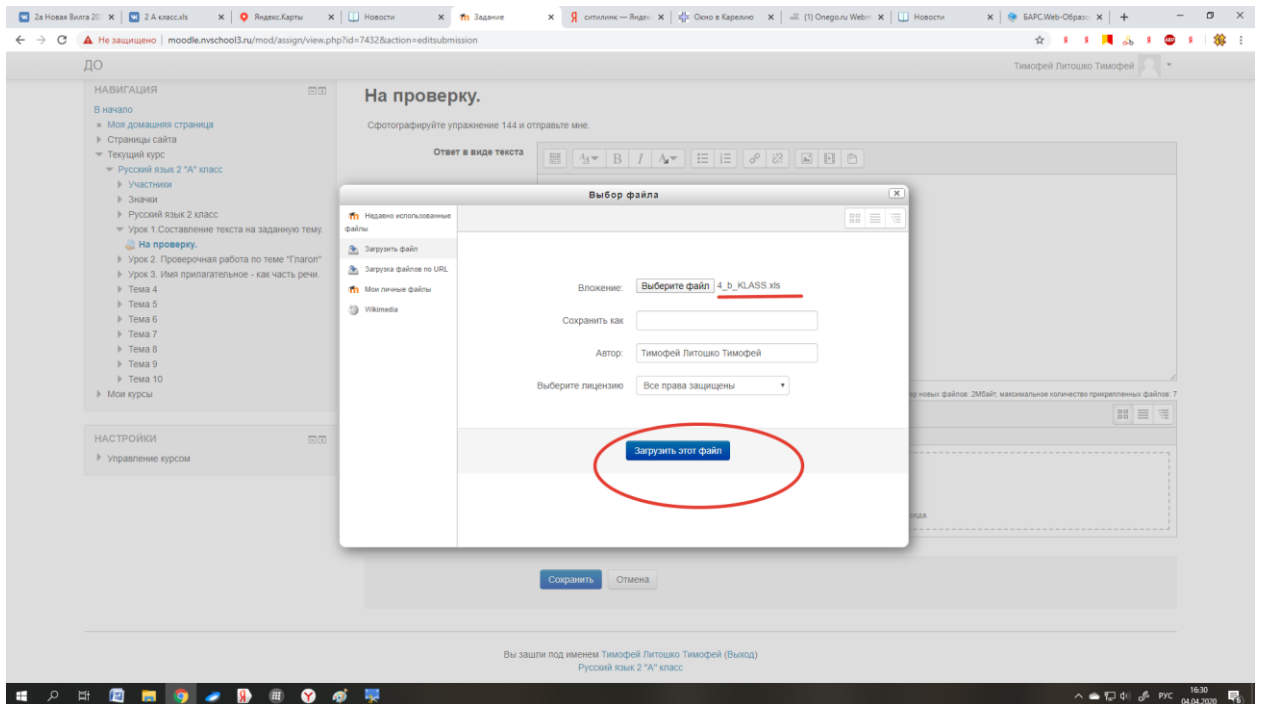 2а Новая Вилга 201
2 А класс.xls
Яндекс.Карты
Новости
Задание
ситилинк — Яндекс
Окно в Карелию
(1) Onego.ru Webm
Новости
БАРС.Web-Образо
Не защищено | moodle.nvschool3.ru/mod/assign/view.php?id=7432&action=editsubmission
ДО
Тимофей Литошко Тимофей
НАВИГАЦИЯ
В начало
Моя домашняя страница
Страницы сайта
Текущий курс
Русский язык 2 "А" класс
Участники
Значки
Русский язык 2 класс
Урок 1.Составление текста на заданную тему.
На проверку.
Урок 2. Проверочная работа по теме "Глагол"
Урок 3. Имя прилагательное - как часть речи.
Тема 4
Тема 5
Тема 6
Тема 7
Тема 8
Тема 9
Тема 10
Мои курсы
НАСТРОЙКИ
Управление курсом
На проверку.
Сфотографируйте упражнение 144 и отправьте мне.
Ответ в виде текста
Выбор файла
Недавно использованные
файлы
Загрузить файл
Загрузка файлов по URL
Мои личные файлы
Wikimedia
Вложение:
Выберите файл 4_b_KLASS.xls
Сохранить как
Автор:
Тимофей Литошко Тимофей
Выберите лицензию
Все права защищены
Загрузить этот файл
новых файлов: 2Мбайт, максимальное количество прикрепленных файлов: 7
Сохранить
Отмена
Вы зашли под именем Тимофей Литошко Тимофей (Выход)
Русский язык 2 "А" класс
РУС
16:30
04.04.2020